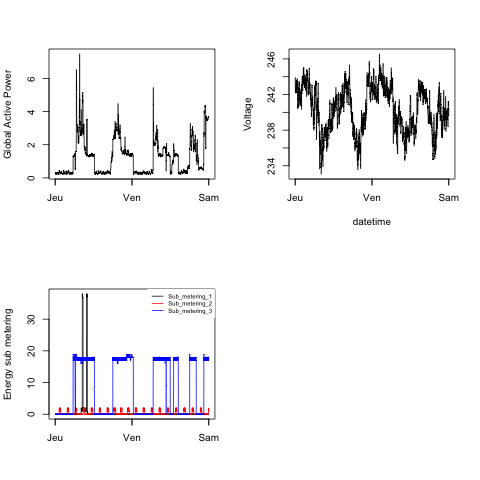 Global Active Power
0 2 4 6
Jeu Ven Sam
Voltage
234 238 242 246
Jeu Ven Sam
datetime
Energy sub metering
0 10 20 30
Sub_metering_1
Sub_metering_2
Sub_metering_3
Jeu Ven Sam